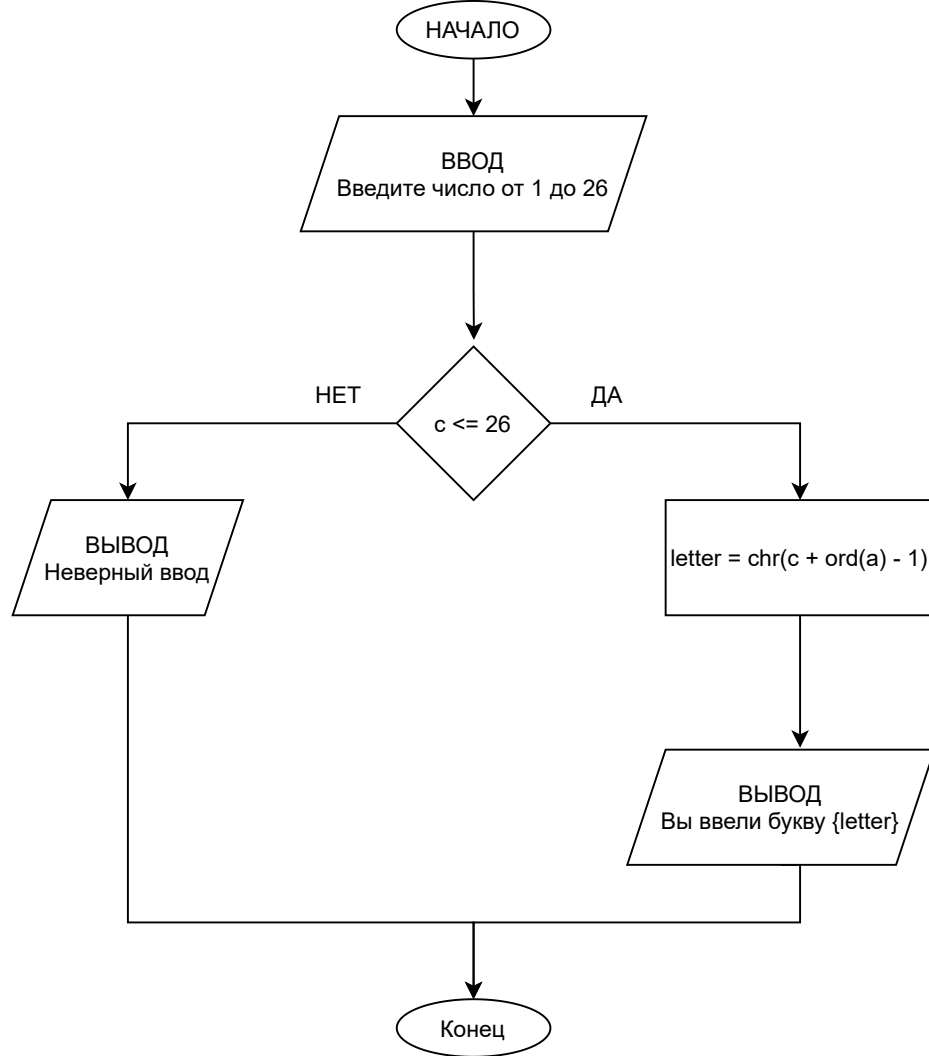 НАЧАЛО
ВВОД
Введите число от 1 до 26
НЕТ
ДА
c <= 26
ВЫВОД
Неверный ввод
letter = chr(c + ord(a) - 1)
ВЫВОД
Вы ввели букву {letter}
Конец